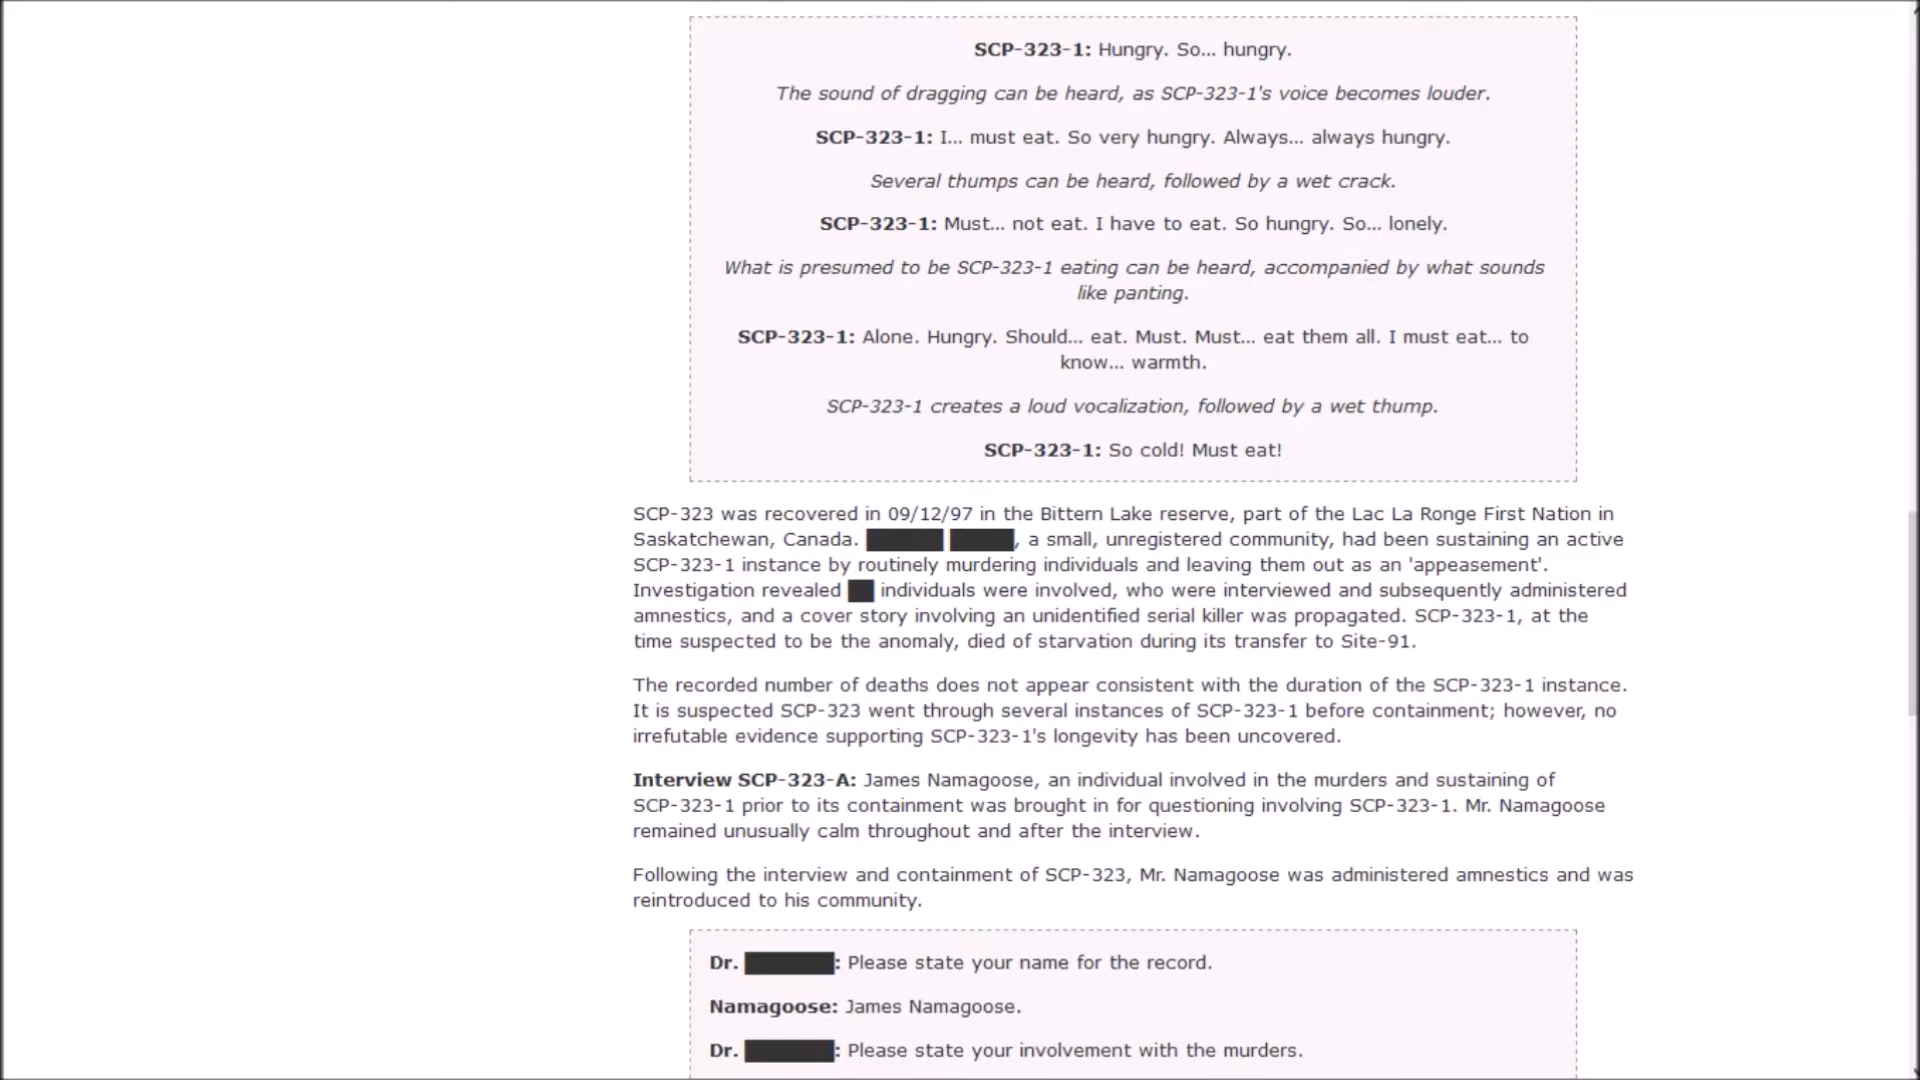 SCP-323-1: Hungry. So... hungry.
The sound of dragging can be heard, as SCP-323-1's voice becomes louder.
SCP-323-1: I... must eat. So very hungry. Always... always hungry.
Several thumps can be heard, followed by a wet crack.
SCP-323-1: Must... not eat. I have to eat. So hungry. So... lonely.
What is presumed to be SCP-323-1 eating can be heard, accompanied by what sounds
like panting.
SCP-323-1: Alone. Hungry. Should... eat. Must. Must... eat them all. I must eat... to
know... warmth.
SCP-323-1 creates a loud vocalization, followed by a wet thump.
SCP-323-1: So cold! Must eat!
SCP-323 was recovered in 09/12/97 in the Bittern Lake reserve, part of the Lac La Ronge First Nation in
Saskatchewan, Canada. ██████ █████, a small, unregistered community, had been sustaining an active
SCP-323-1 instance by routinely murdering individuals and leaving them out as an 'appeasement'.
Investigation revealed ██ individuals were involved, who were interviewed and subsequently administered
amnestics, and a cover story involving an unidentified serial killer was propagated. SCP-323-1, at the
time suspected to be the anomaly, died of starvation during its transfer to Site-91.
The recorded number of deaths does not appear consistent with the duration of the SCP-323-1 instance.
It is suspected SCP-323 went through several instances of SCP-323-1 before containment; however, no
irrefutable evidence supporting SCP-323-1's longevity has been uncovered.
Interview SCP-323-A: James Namagoose, an individual involved in the murders and sustaining of
SCP-323-1 prior to its containment was brought in for questioning involving SCP-323-1. Mr. Namagoose
remained unusually calm throughout and after the interview.
Following the interview and containment of SCP-323, Mr. Namagoose was administered amnestics and was
reintroduced to his community.
Dr. ███████: Please state your name for the record.
Namagoose: James Namagoose.
Dr. ███████: Please state your involvement with the murders.